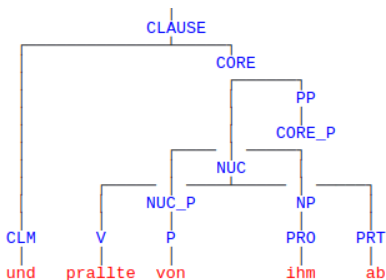 CLAUSE
CORE
PP
CORE_P
NUC
NUC_P NP
CLM V P PRO PRT
und prallte von ihm ab